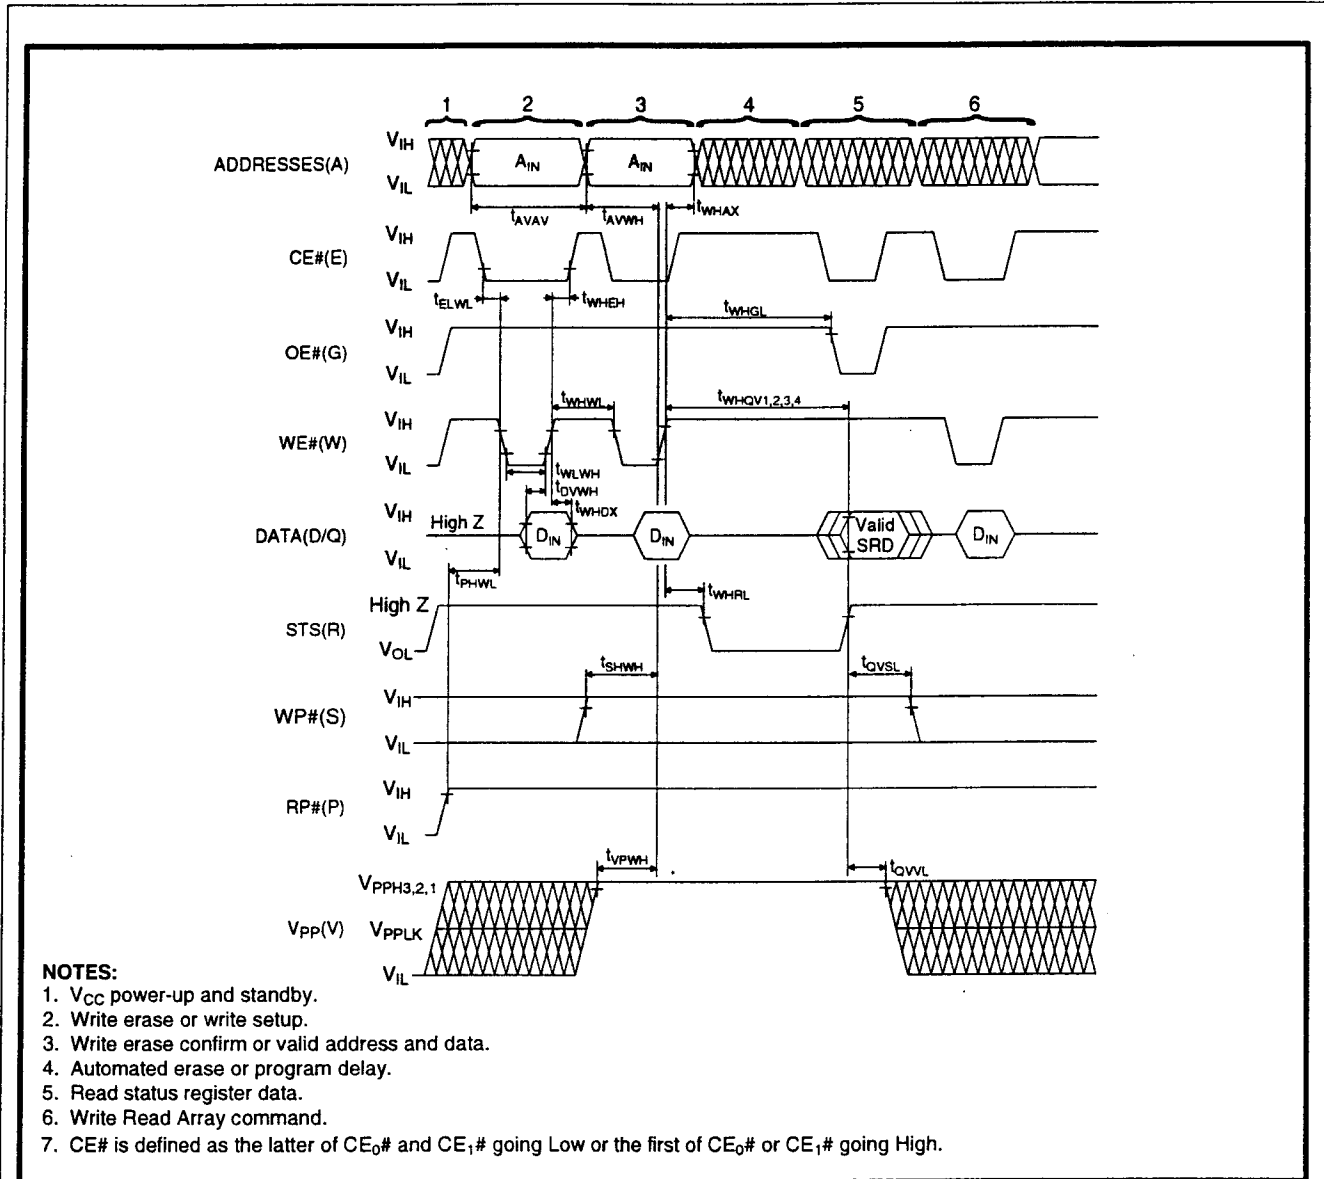 1 2 3 4 5 6
ADDRESSES(A) VIH VIL AIN AIN
tAVAV tAVWH tWHAX
CE#(E) VIH VIL
tELWL tWHEH tWHGL
OE#(G) VIH VIL
tWHWL tWHQV1,2,3,4
WE#(W) VIH VIL
tWLWH
tDVWH
tWHDX
DATA(D/Q) VIH VIL High Z DIN DIN Valid SRD DIN
tPHWL tWHRL
STS(R) High Z VOL
tSHWH tQVSL
WP#(S) VIH VIL
RP#(P) VIH VIL
tVPWH tQVVL
VPP(V) VPPH3,2,1 VPPLK VIL
NOTES:
1. VCC power-up and standby.
2. Write erase or write setup.
3. Write erase confirm or valid address and data.
4. Automated erase or program delay.
5. Read status register data.
6. Write Read Array command.
7. CE# is defined as the latter of CE0# and CE1# going Low or the first of CE0# or CE1# going High.